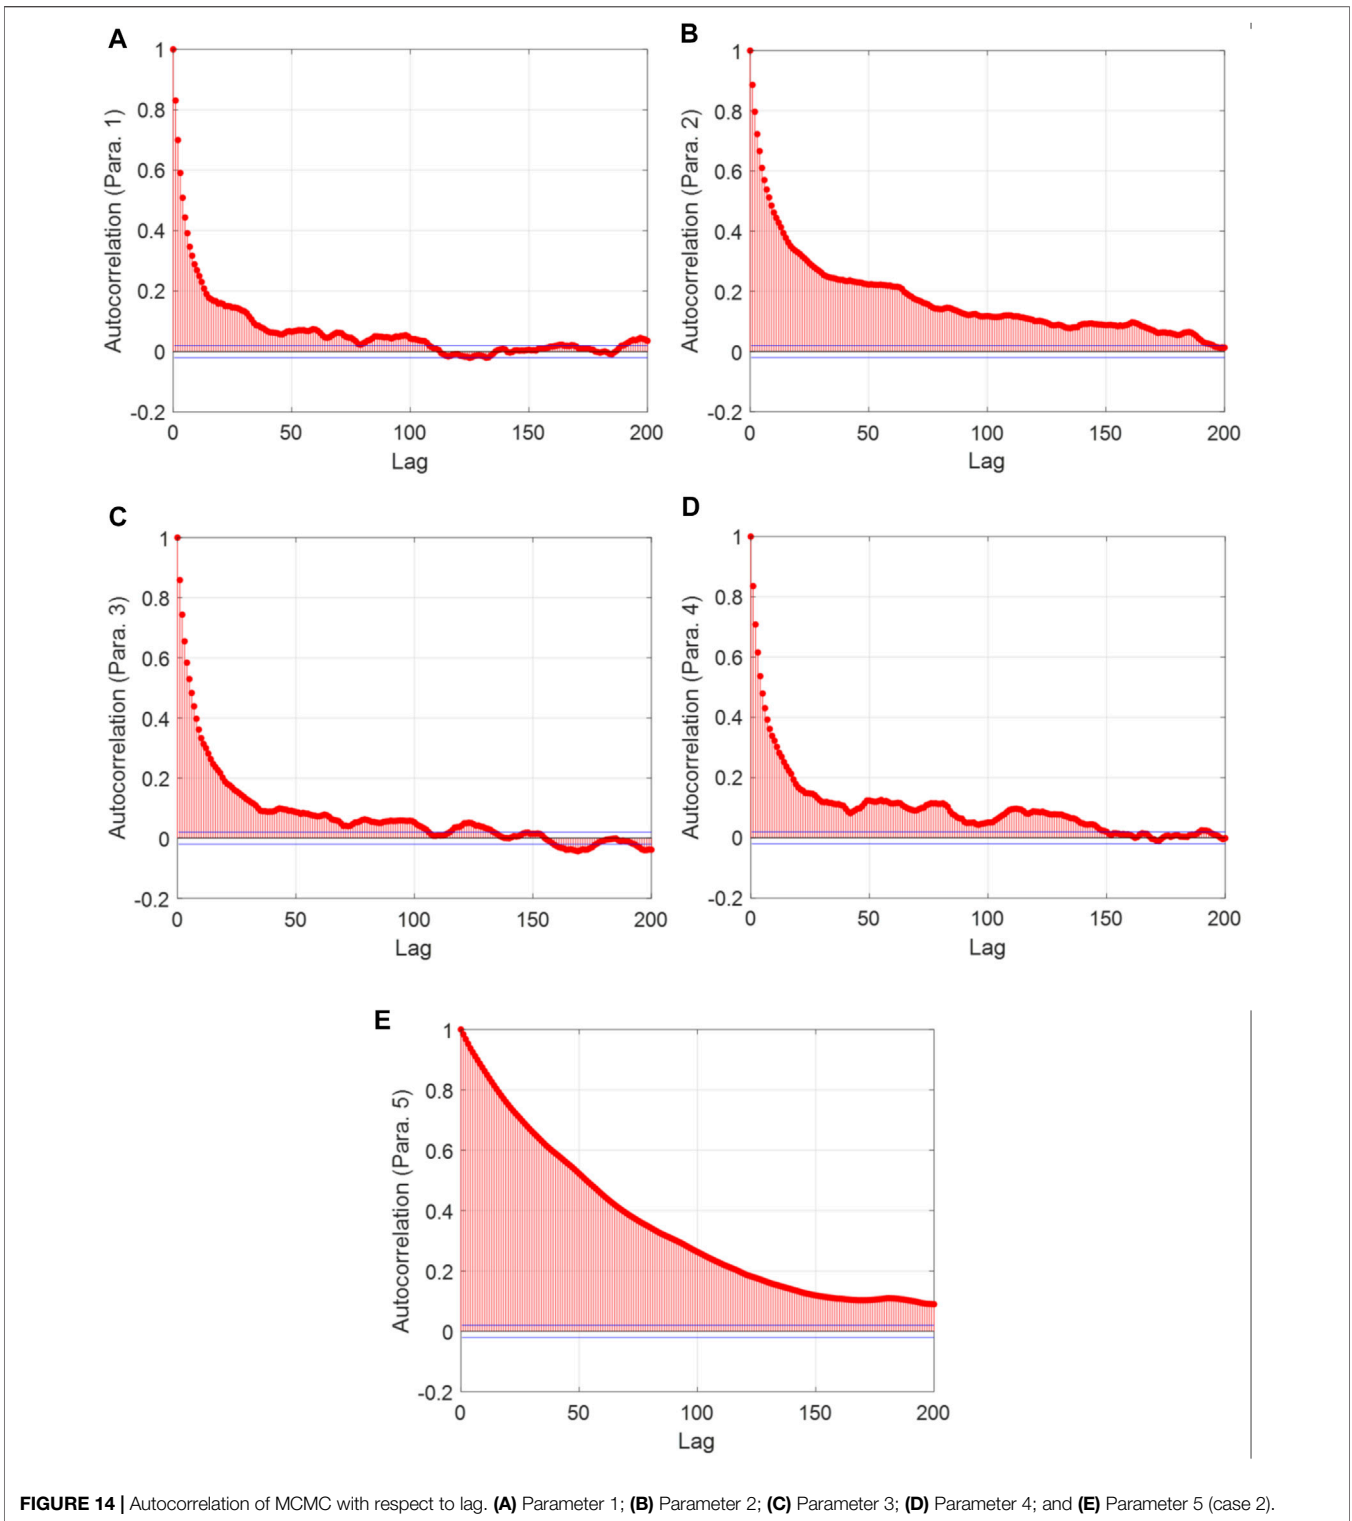 A
1
0.8
0.6
0.4
0.2
0
-0.2
0 50 100 150 200
Lag
Autocorrelation (Para. 1)
B
1
0.8
0.6
0.4
0.2
0
-0.2
0 50 100 150 200
Lag
Autocorrelation (Para. 2)
C
1
0.8
0.6
0.4
0.2
0
-0.2
0 50 100 150 200
Lag
Autocorrelation (Para. 3)
D
1
0.8
0.6
0.4
0.2
0
-0.2
0 50 100 150 200
Lag
Autocorrelation (Para. 4)
E
1
0.8
0.6
0.4
0.2
0
-0.2
0 50 100 150 200
Lag
Autocorrelation (Para. 5)
FIGURE 14 | Autocorrelation of MCMC with respect to lag. (A) Parameter 1; (B) Parameter 2; (C) Parameter 3; (D) Parameter 4; and (E) Parameter 5 (case 2).